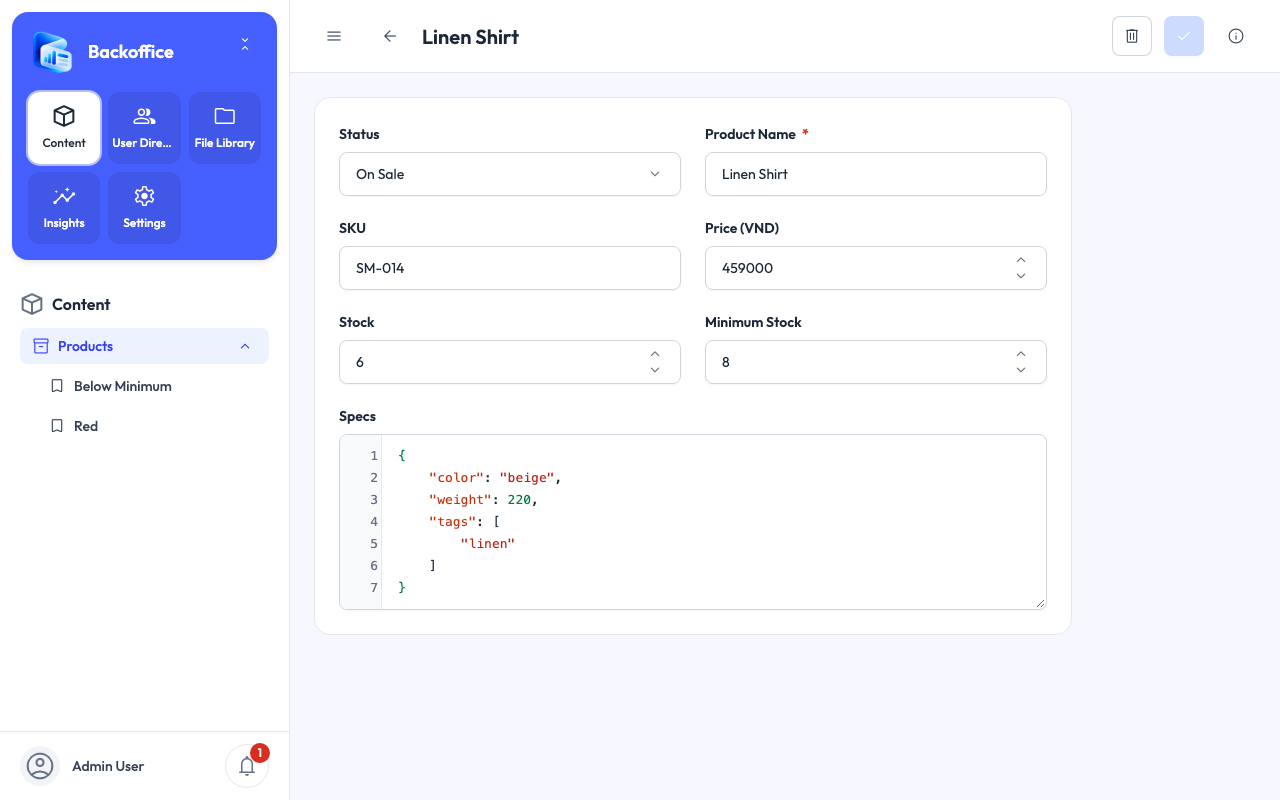 Backoffice
Linen Shirt
Content
User Dire...
File Library
Insights
Settings
Content
Products
Below Minimum
Red
Status
Product Name *
On Sale
Linen Shirt
SKU
Price (VND)
SM-014
459000
Stock
Minimum Stock
6
8
Specs
1 {
2 "color": "beige",
3 "weight": 220,
4 "tags": [
5 "linen"
6 ]
7 }
Admin User
1